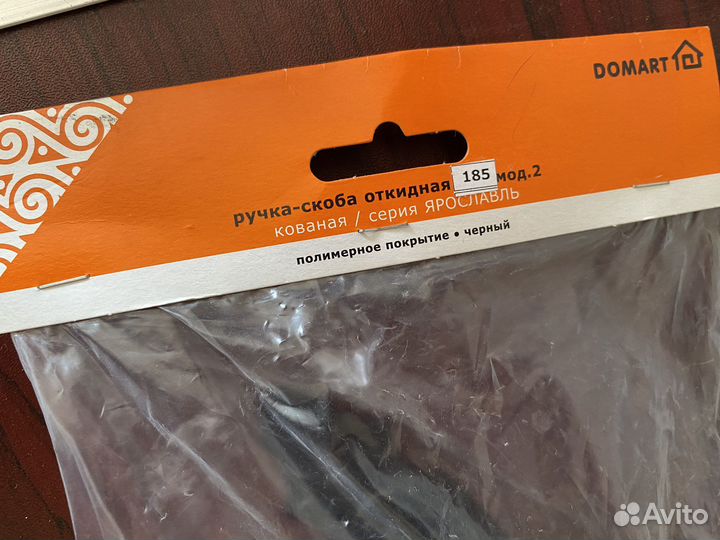 DOMART
ручка-скоба откидная 185 мод.2
кованая / серия ЯРОСЛАВЛЬ
полимерное покрытие • черный
Avito